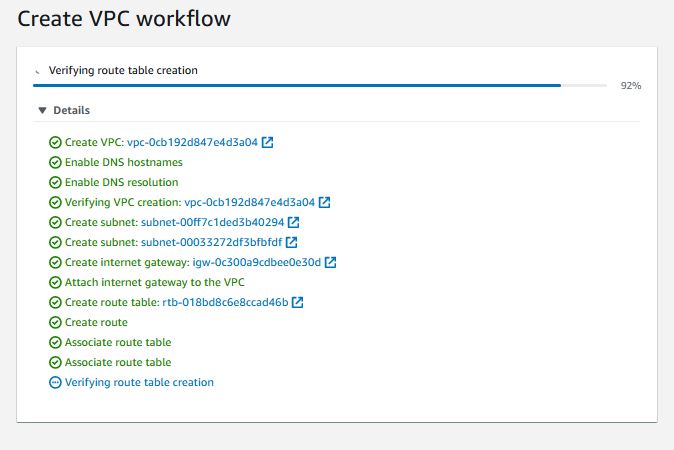 Create VPC workflow
Verifying route table creation
92%
Details
Create VPC: vpc-0cb192d847e4d3a04
Enable DNS hostnames
Enable DNS resolution
Verifying VPC creation: vpc-0cb192d847e4d3a04
Create subnet: subnet-00ff7c1ded3b40294
Create subnet: subnet-00033272df3bfbfdf
Create internet gateway: igw-0c300a9cdbee0e30d
Attach internet gateway to the VPC
Create route table: rtb-018bd8c6e8ccad46b
Create route
Associate route table
Associate route table
Verifying route table creation